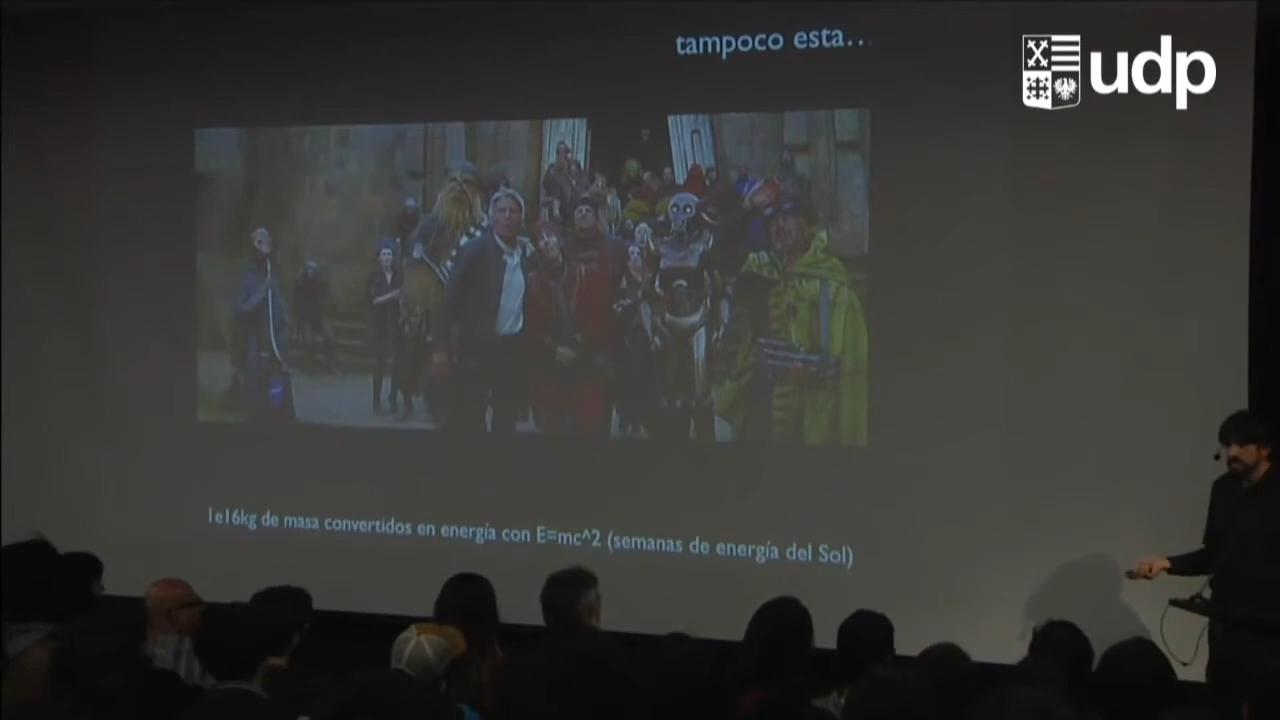 tampoco esta...
udp
1e16kg de masa convertidos en energía con E=mc^2 (semanas de energía del Sol)